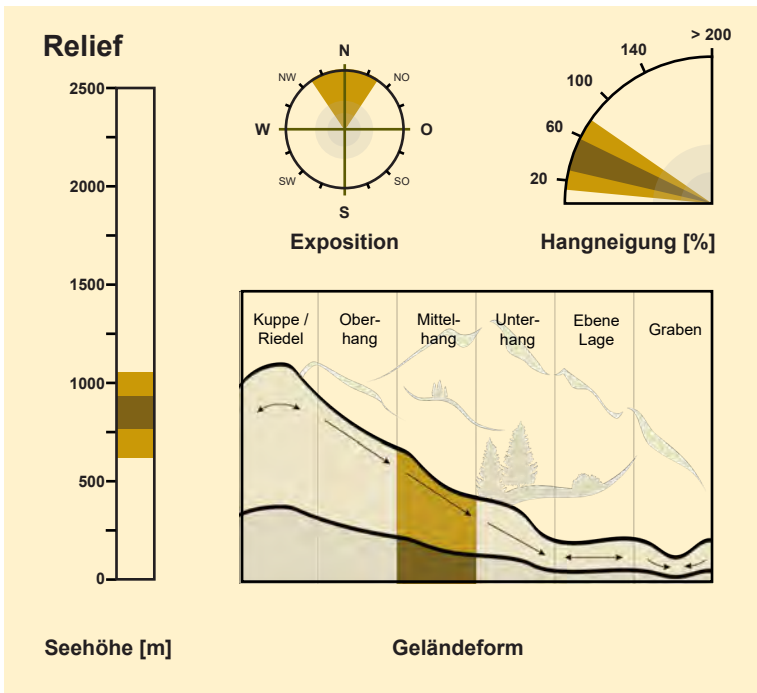 Relief
2500
2000
1500
1000
500
0
Seehöhe [m]
N
NW
NO
W
O
SW
SO
S
Exposition
> 200
140
100
60
20
Hangneigung [%]
Kuppe /
Riedel
Ober-
hang
Mittel-
hang
Unter-
hang
Ebene
Lage
Graben
Geländeform